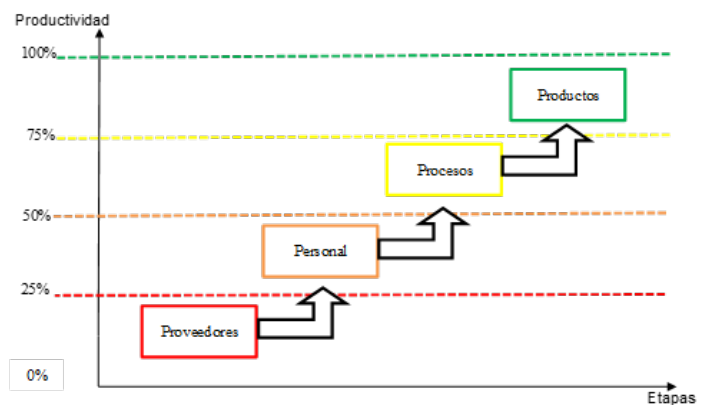 Productividad
100%
Productos
75%
Procesos
50%
Personal
25%
Proveedores
0%
Etapas